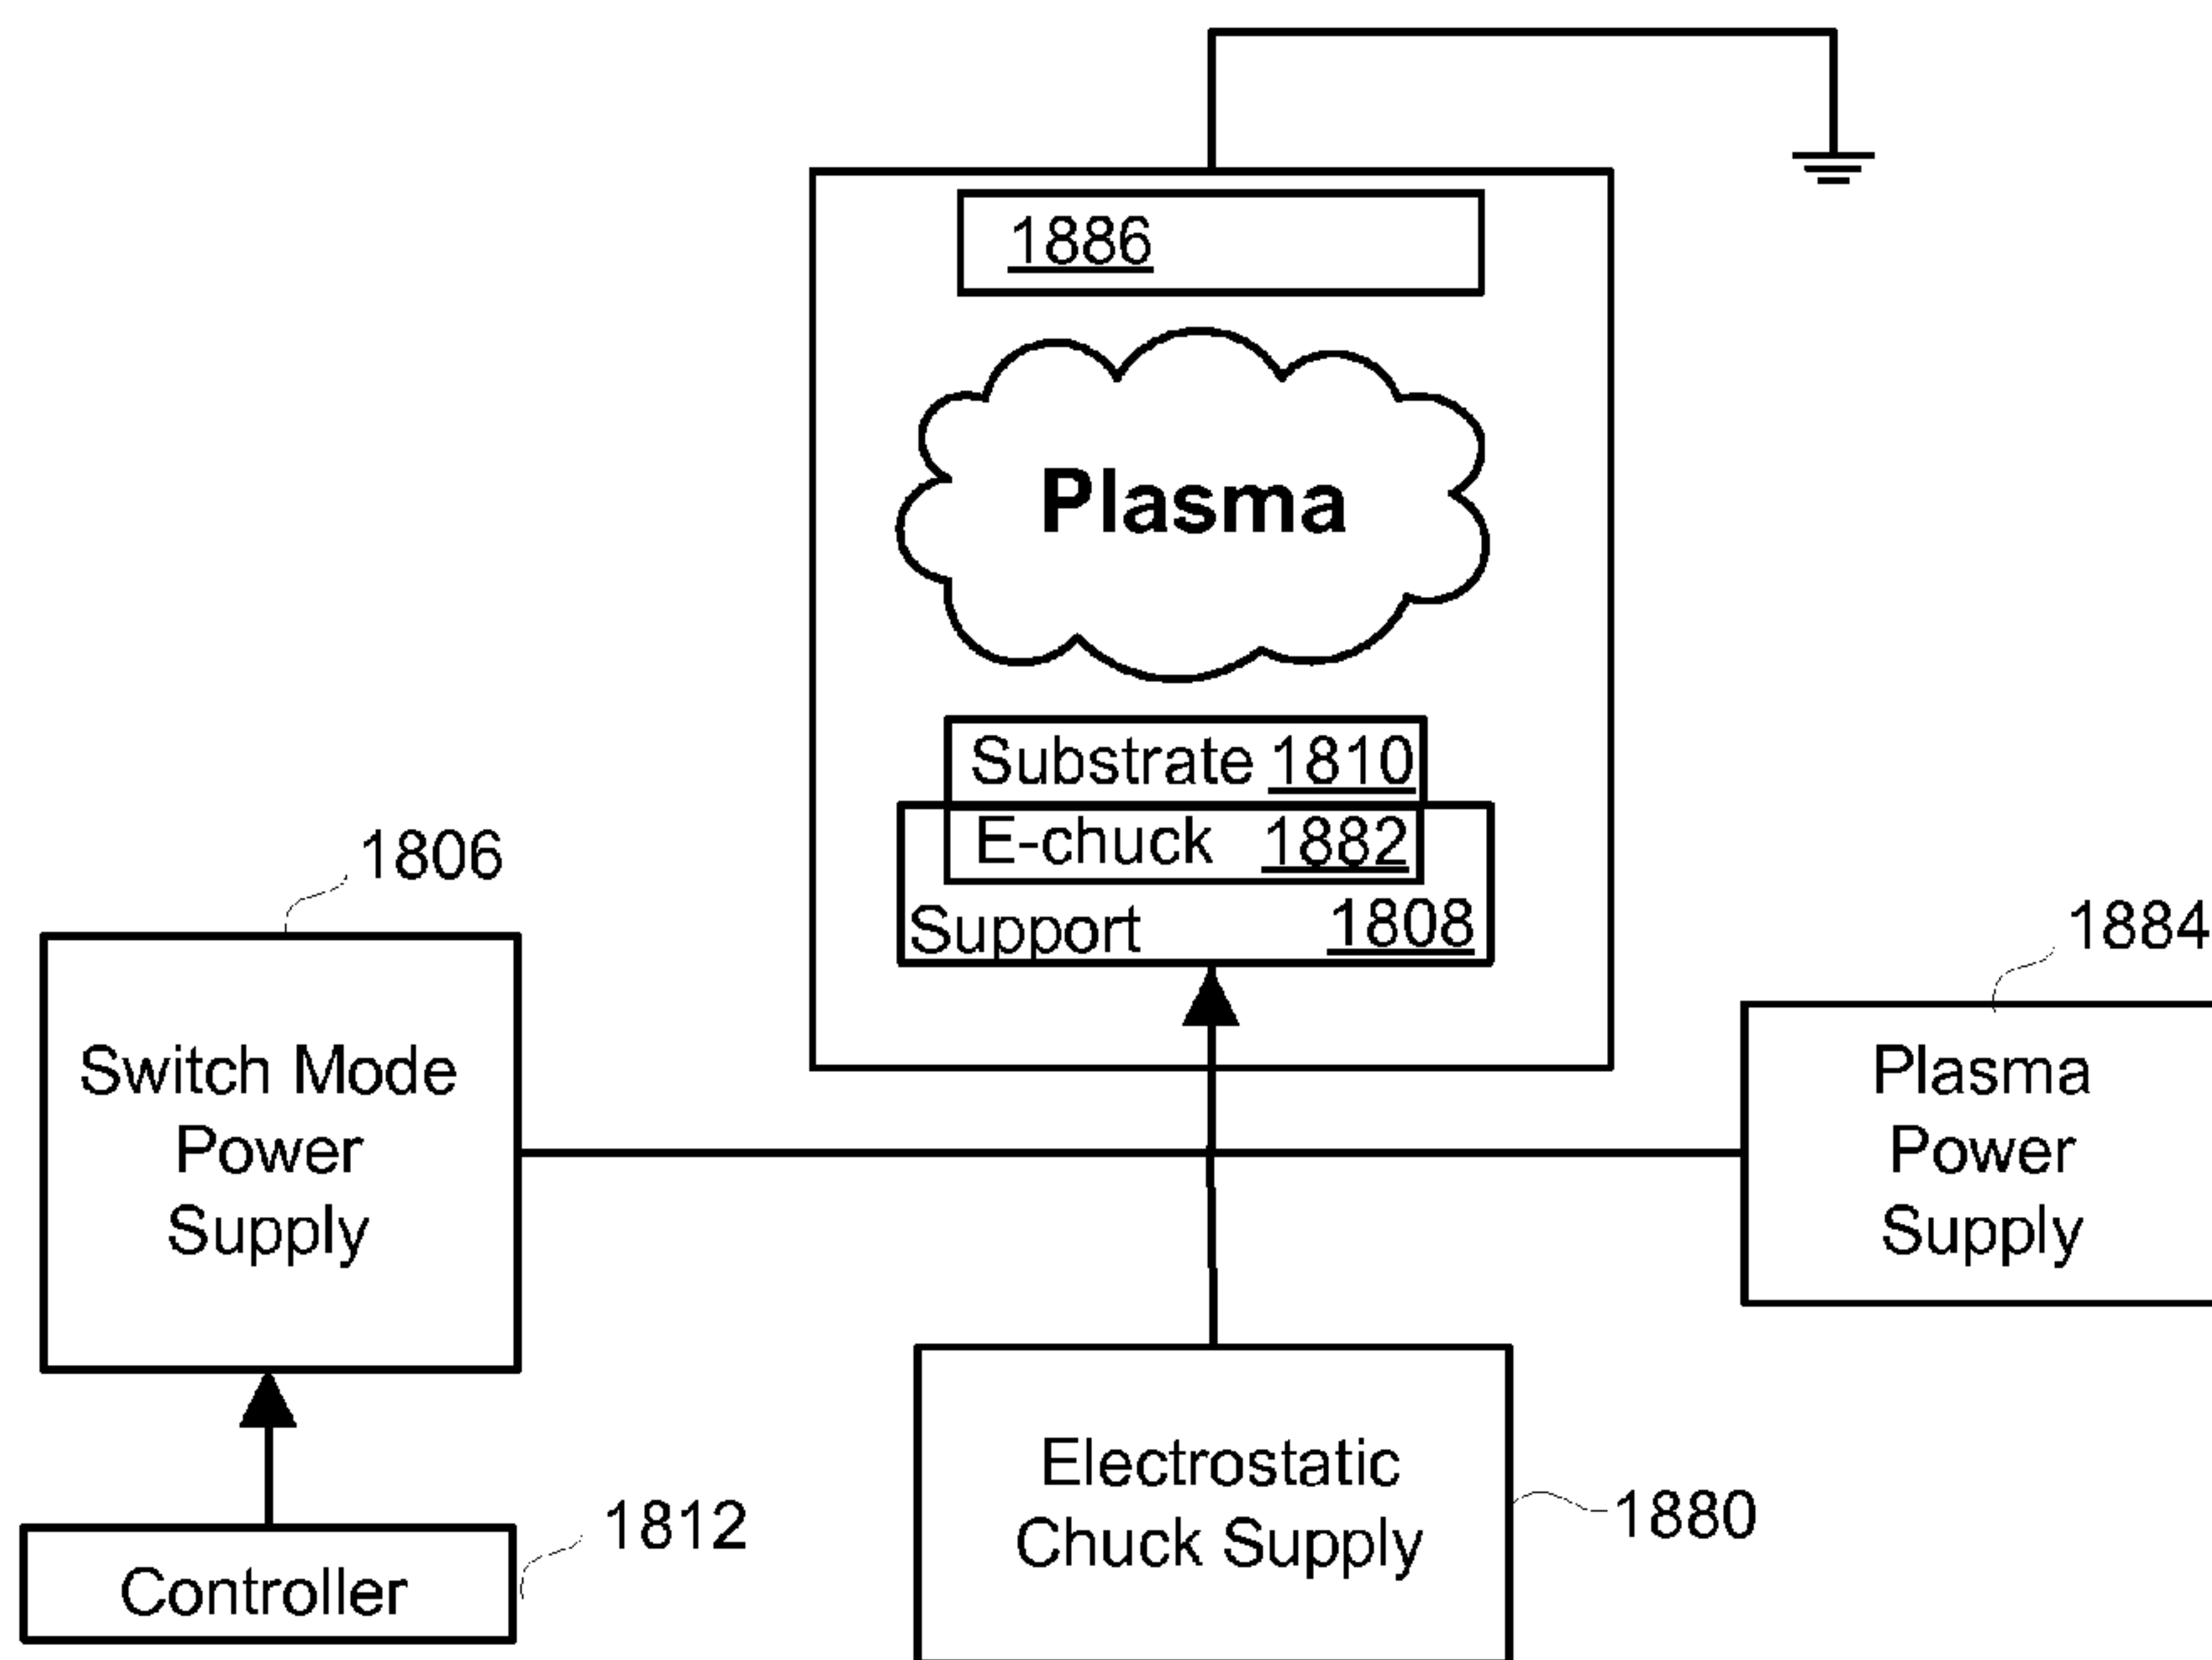 1886
Plasma
Substrate 1810
E-chuck 1882
Support 1808
1806
Switch Mode
Power
Supply
1884
Plasma
Power
Supply
Controller
1812
Electrostatic
Chuck Supply
1880